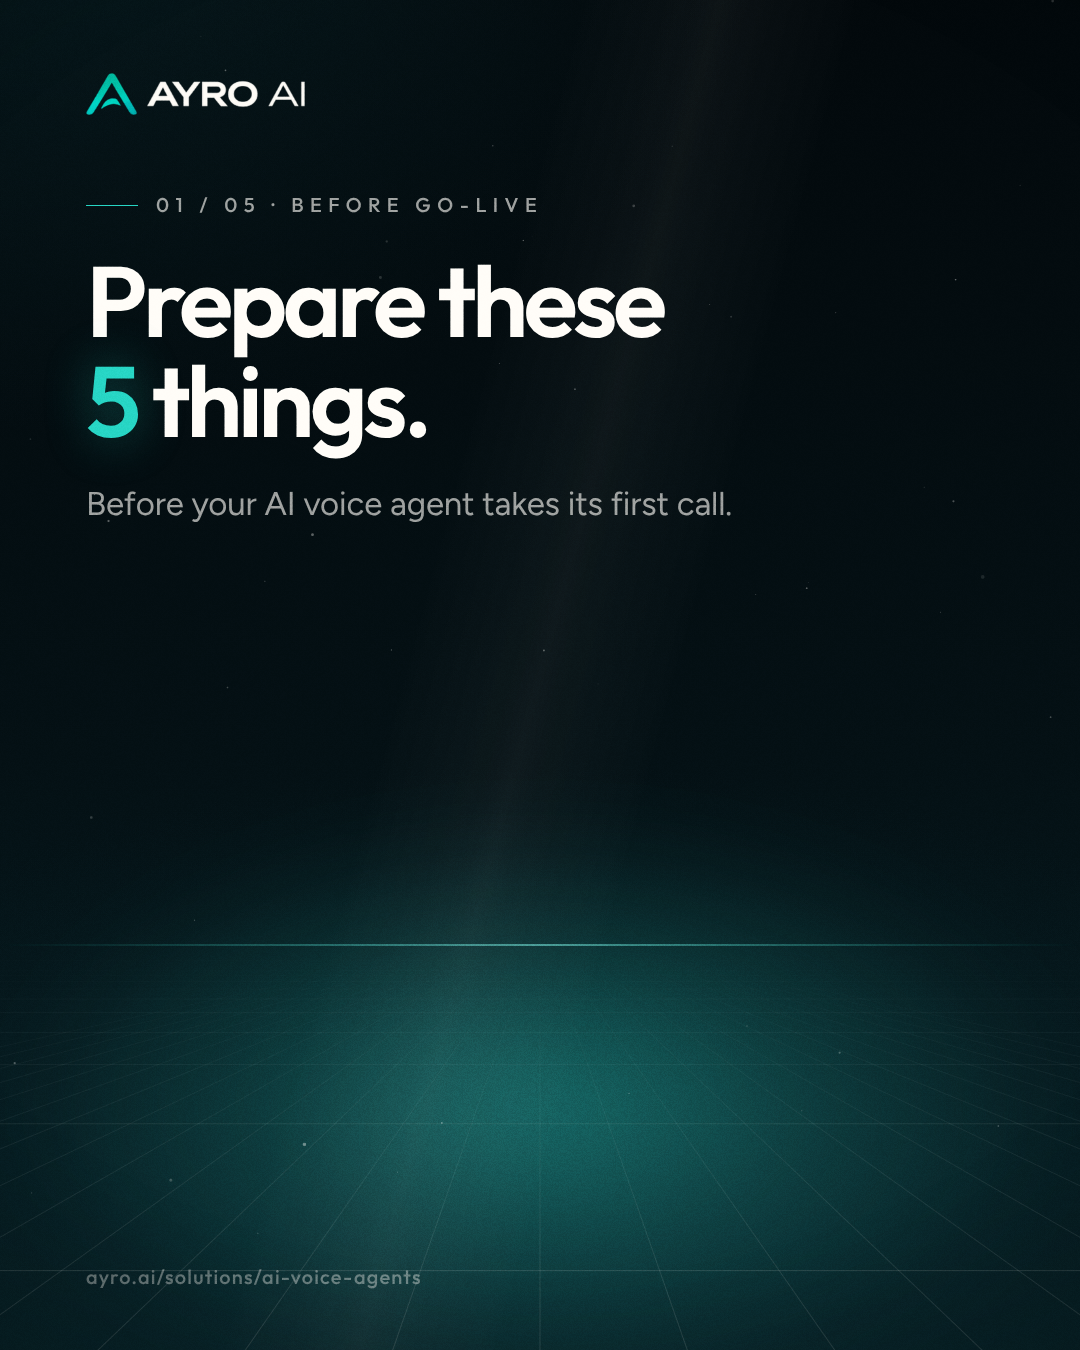 AYRO AI
01 / 05 · BEFORE GO-LIVE
Prepare these
5 things.
Before your AI voice agent takes its first call.
ayro.ai/solutions/ai-voice-agents